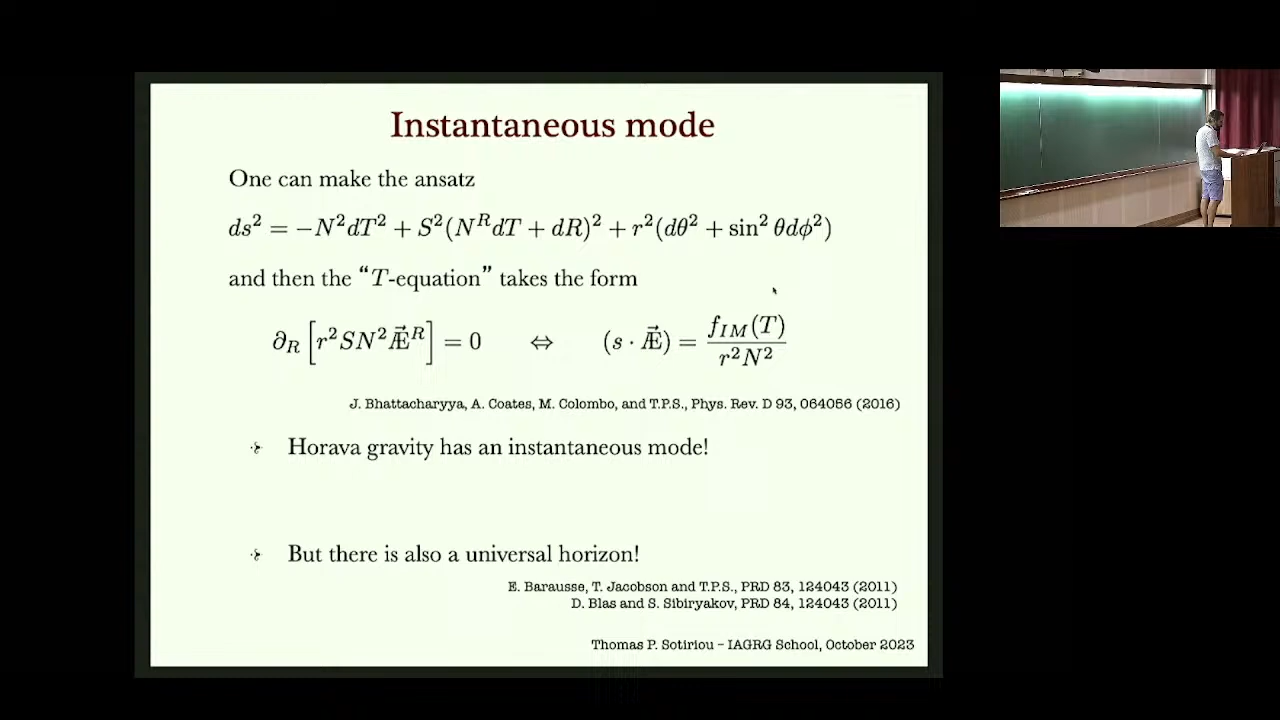 Instantaneous mode
One can make the ansatz
ds² = −N²dT² + S²(N^R dT + dR)² + r²(dθ² + sin² θdϕ²)
and then the “T-equation” takes the form
∂_R [r²SN²Æ⃗^R] = 0 ⇔ (s · Æ⃗) = f_{IM}(T) / r²N²
J. Bhattacharyya, A. Coates, M. Colombo, and T.P.S., Phys. Rev. D 93, 064056 (2016)
Horava gravity has an instantaneous mode!
But there is also a universal horizon!
E. Barausse, T. Jacobson and T.P.S., PRD 83, 124043 (2011)
D. Blas and S. Sibiryakov, PRD 84, 124043 (2011)
Thomas P. Sotiriou – IAGRG School, October 2023